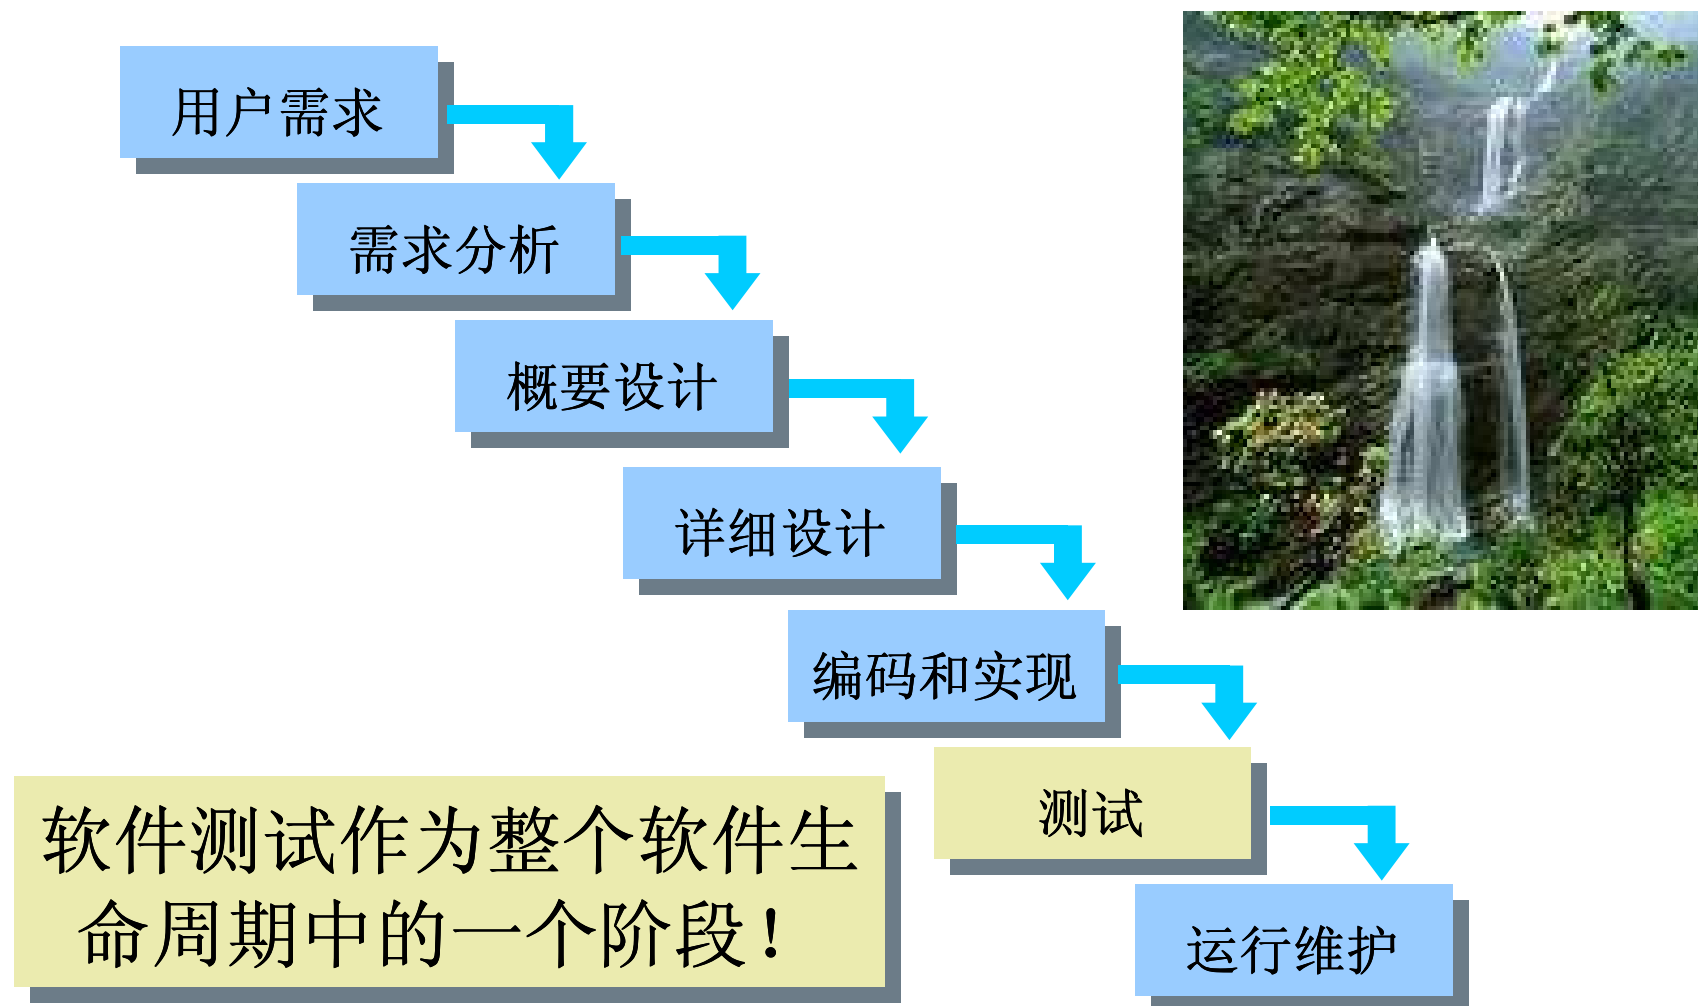 用户需求
需求分析
概要设计
详细设计
编码和实现
测试
软件测试作为整个软件生
命周期中的一个阶段！
运行维护